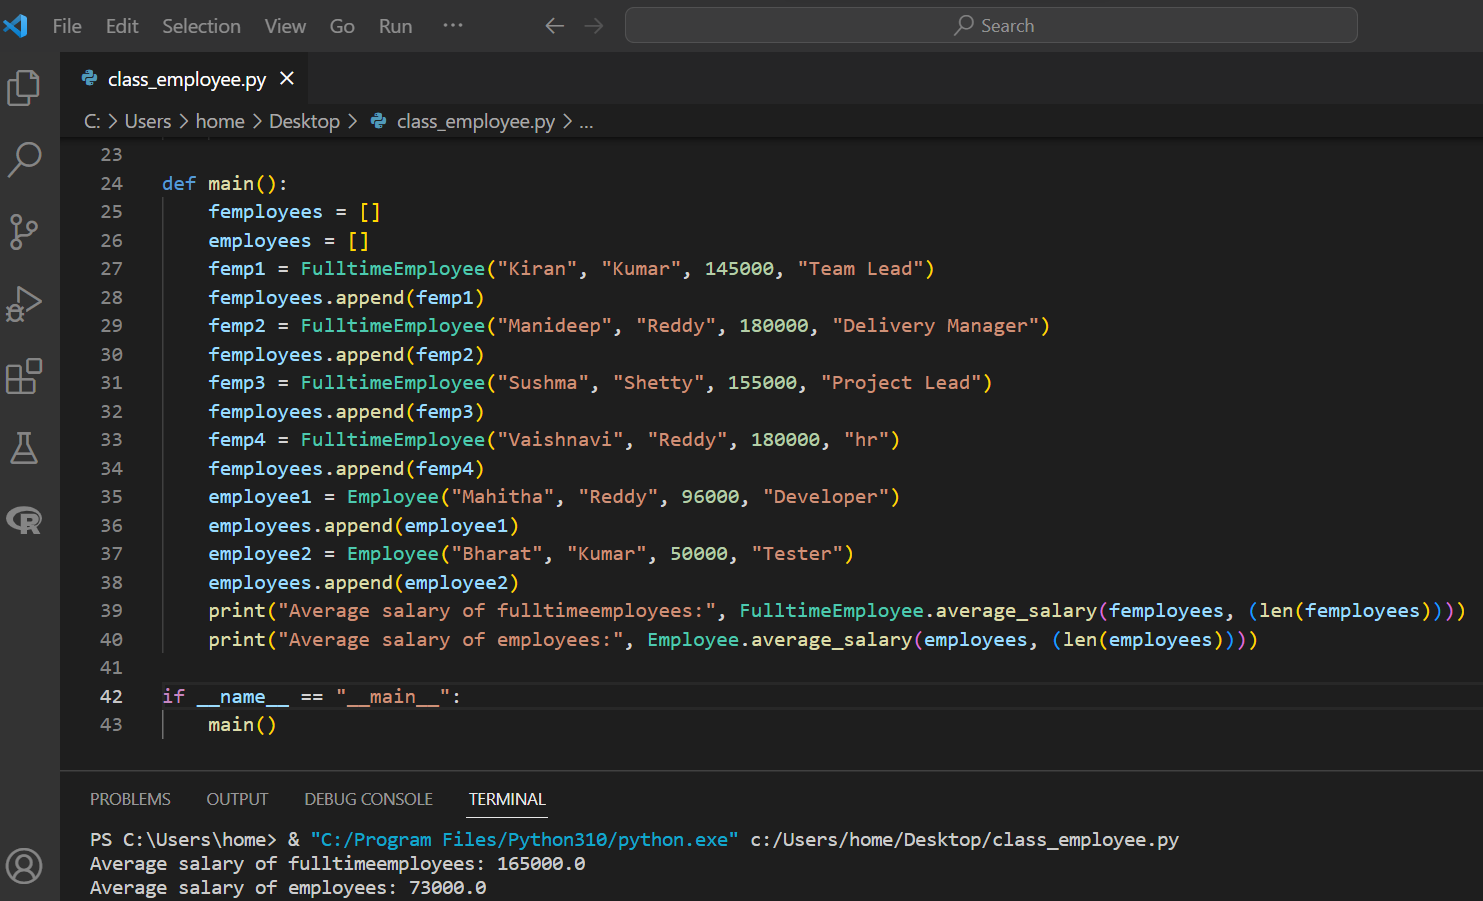 File Edit Selection View Go Run ··· ← → Search
class_employee.py ×
C: > Users > home > Desktop > class_employee.py > ...
23
24 def main():
25     femployees = []
26     employees = []
27     femp1 = FulltimeEmployee("Kiran", "Kumar", 145000, "Team Lead")
28     femployees.append(femp1)
29     femp2 = FulltimeEmployee("Manideep", "Reddy", 180000, "Delivery Manager")
30     femployees.append(femp2)
31     femp3 = FulltimeEmployee("Sushma", "Shetty", 155000, "Project Lead")
32     femployees.append(femp3)
33     femp4 = FulltimeEmployee("Vaishnavi", "Reddy", 180000, "hr")
34     femployees.append(femp4)
35     employee1 = Employee("Mahitha", "Reddy", 96000, "Developer")
36     employees.append(employee1)
37     employee2 = Employee("Bharat", "Kumar", 50000, "Tester")
38     employees.append(employee2)
39     print("Average salary of fulltimeemployees:", FulltimeEmployee.average_salary(femployees, (len(femployees))))
40     print("Average salary of employees:", Employee.average_salary(employees, (len(employees))))
41
42 if __name__ == "__main__":
43     main()
PROBLEMS OUTPUT DEBUG CONSOLE TERMINAL
PS C:\Users\home> & "C:/Program Files/Python310/python.exe" c:/Users/home/Desktop/class_employee.py
Average salary of fulltimeemployees: 165000.0
Average salary of employees: 73000.0